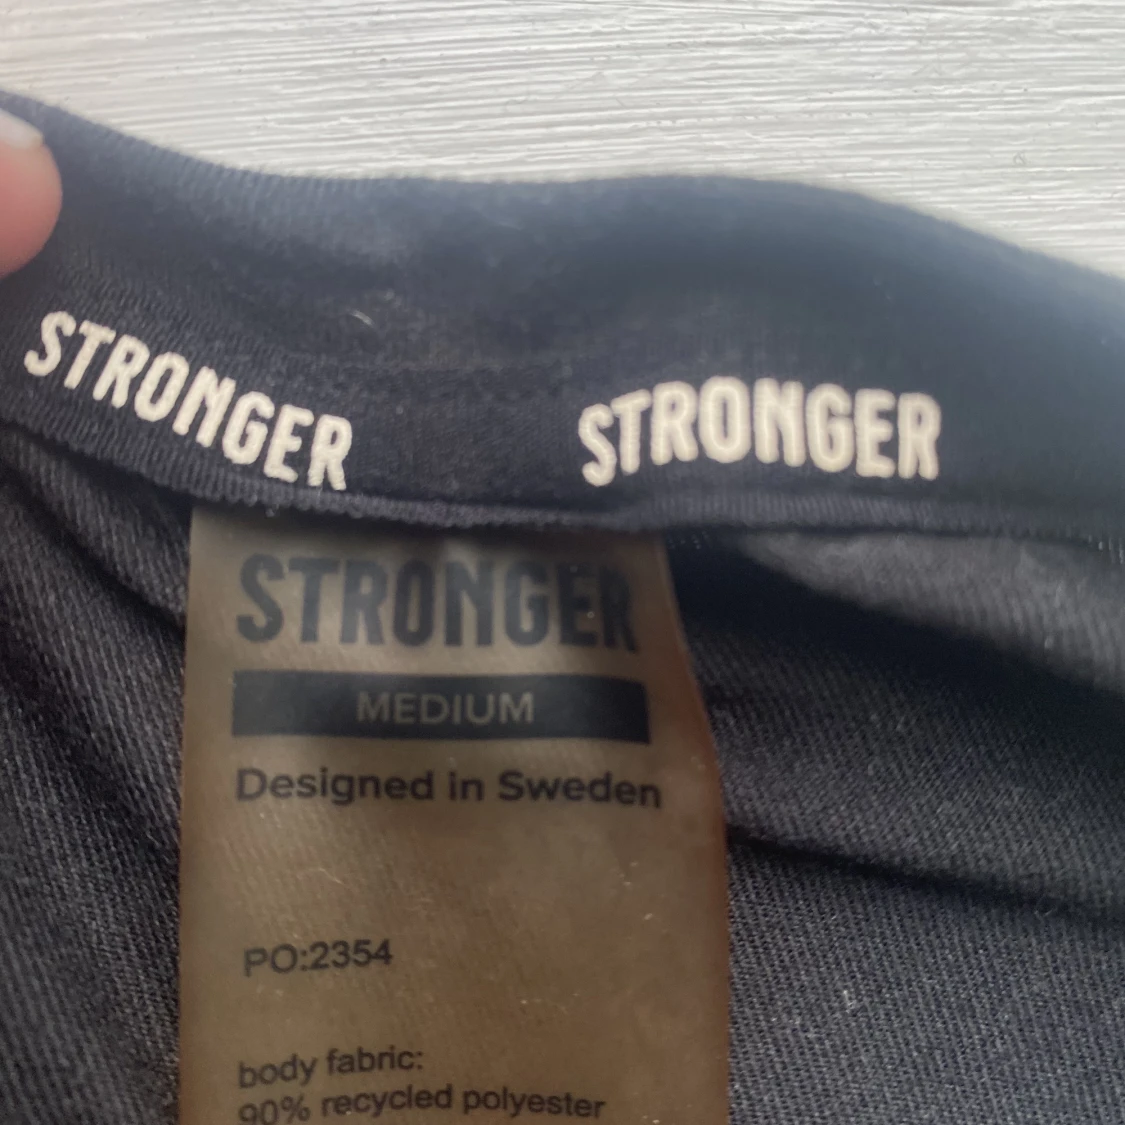 STRONGER
STRONGER
STRONGER
MEDIUM
Designed in Sweden
PO:2354
body fabric:
90% recycled polyester